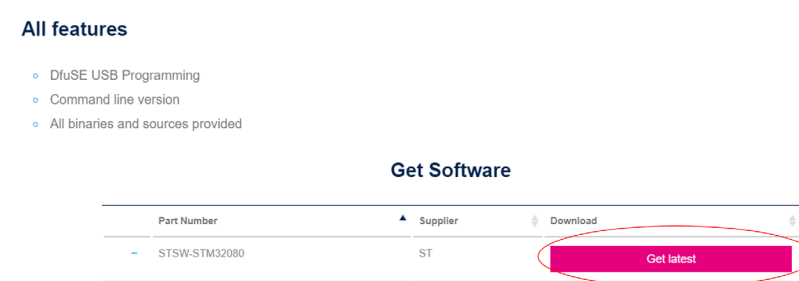 All features
DfuSE USB Programming
Command line version
All binaries and sources provided
Get Software
Part Number Supplier Download
STSW-STM32080 ST Get latest